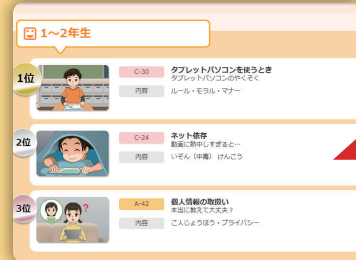 1~2年生
1位
C-30
タブレットパソコンを使うとき
タブレットパソコンのやくそく
内容
ルール・モラル・マナー
2位
C-24
ネット依存
動画に熱中しすぎると…
内容
いぞん（中毒） けんこう
3位
?
A-42
個人情報の取扱い
本当に教えて大丈夫？
内容
こじんじょうほう・プライバシー